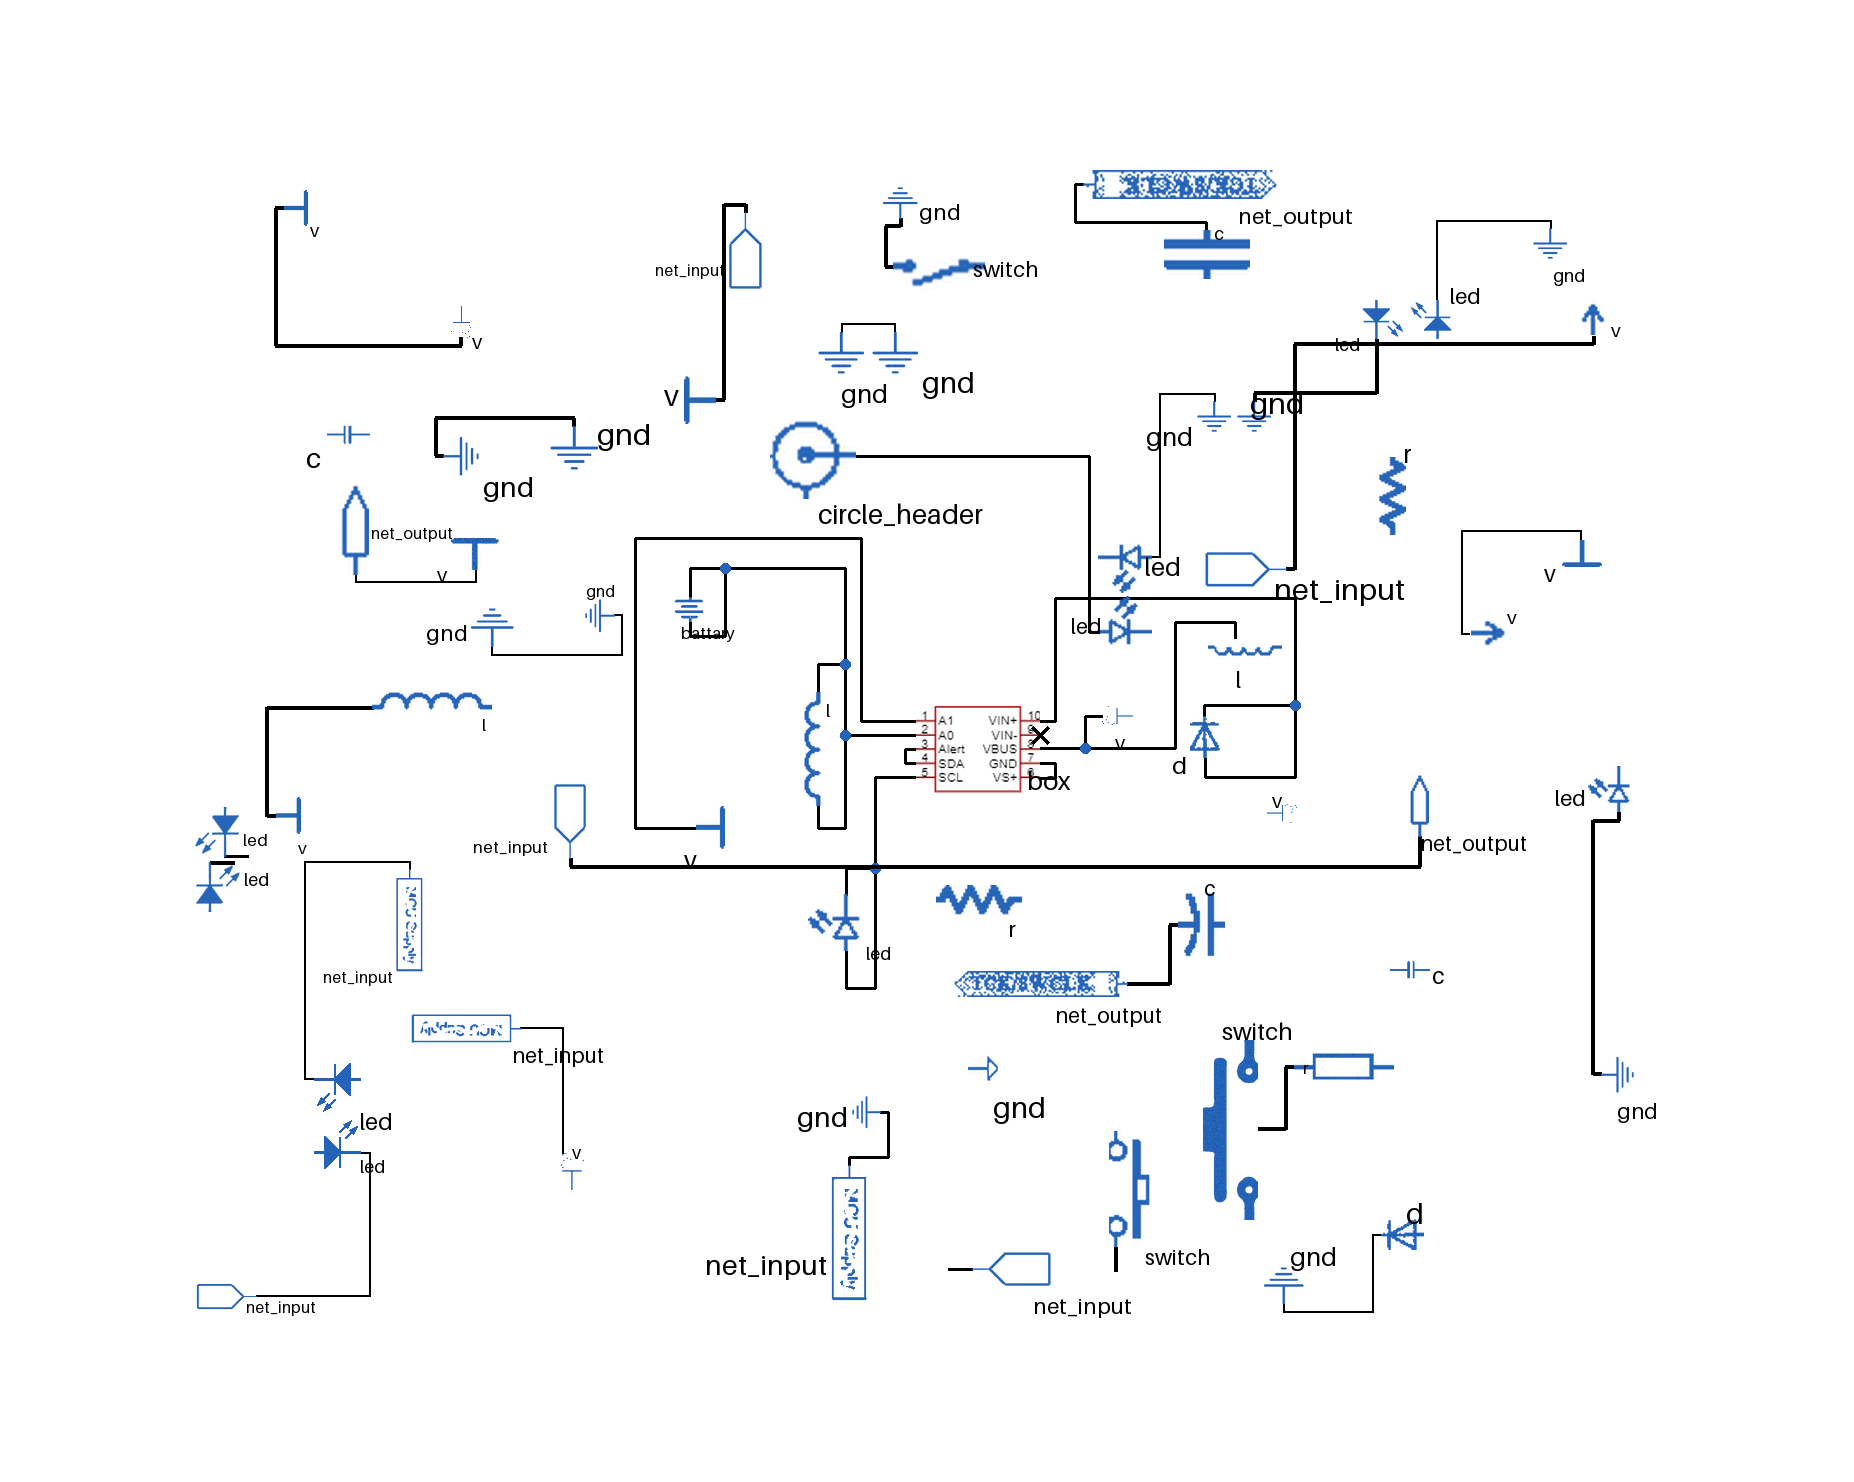 net_output
gnd
c
v
net_input
switch
gnd
led
v
led
v
gnd
gnd
v
gnd
gnd
gnd
c
gnd
r
circle_header
net_output
led
v
v
net_input
gnd
v
gnd
led
battary
l
l
l
1 A1 VIN+ 10
2 A0 VIN-
3 Alert VBUS 8
4 SDA GND 7
5 SCL VS+ 6
v
d
box
v
led
led
v
net_input
v
net_output
led
c
r
led
net_input
c
TCK/SWCLK
net_output
switch
net_input
r
gnd
gnd
gnd
led
v
led
d
switch
gnd
net_input
net_input
net_input